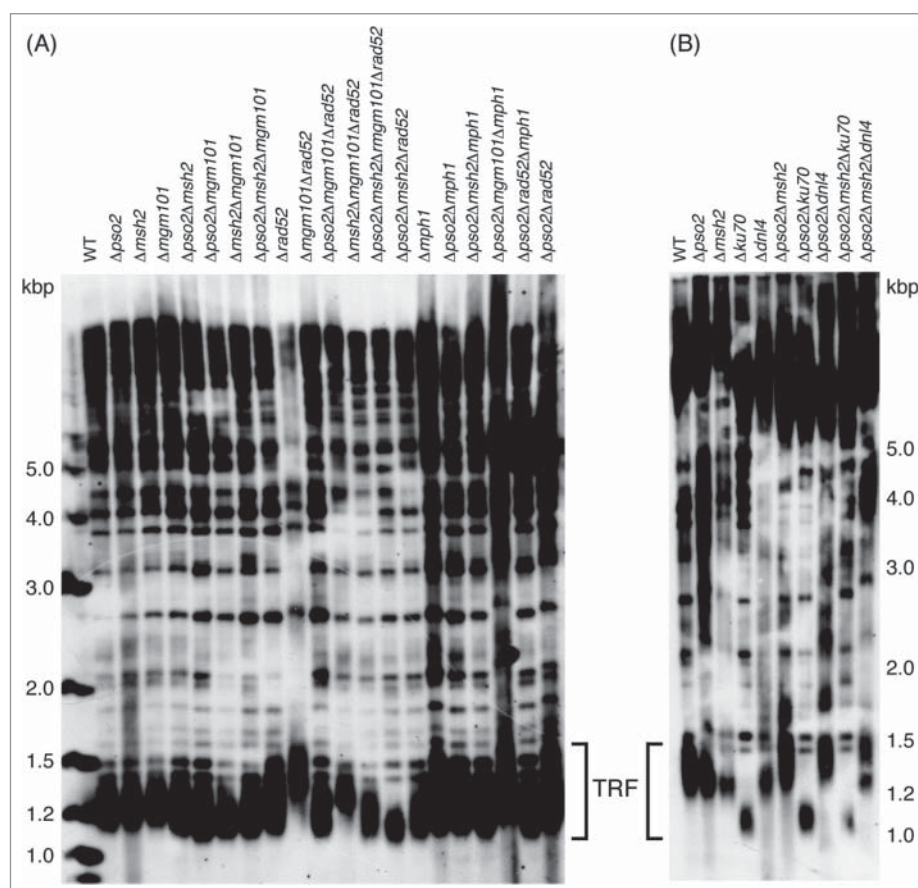 (A)
WT
Δpso2
Δmsh2
Δmgm101
Δpso2Δmsh2
Δpso2Δmgm101
Δmsh2Δmgm101
Δpso2Δmsh2Δmgm101
Δrad52
Δmgm101Δrad52
Δpso2Δmgm101Δrad52
Δmsh2Δmgm101Δrad52
Δpso2Δmsh2Δmgm101Δrad52
Δpso2Δmsh2Δrad52
Δmph1
Δpso2Δmph1
Δpso2Δmsh2Δmph1
Δpso2Δmgm101Δmph1
Δpso2Δrad52Δmph1
Δpso2Δrad52
kbp
5.0
4.0
3.0
2.0
1.5
1.2
1.0
TRF
(B)
WT
Δpso2
Δmsh2
Δku70
Δdnl4
Δpso2Δmsh2
Δpso2Δku70
Δpso2Δdnl4
Δpso2Δmsh2Δku70
Δpso2Δmsh2Δdnl4
kbp
5.0
4.0
3.0
2.0
1.5
1.2
1.0